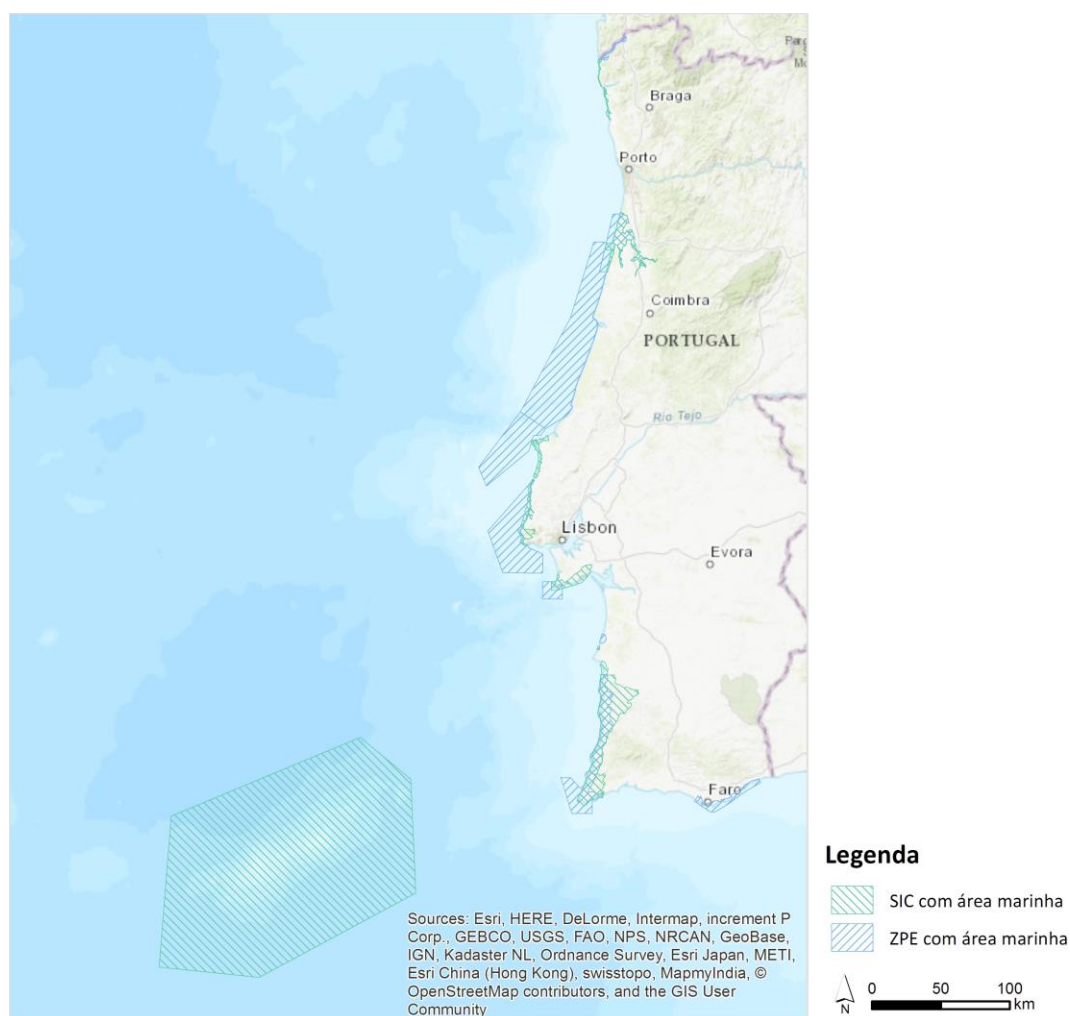 Braga
Porto
Coimbra
PORTUGAL
Rio Tejo
Lisbon
Evora
Faro
Sources: Esri, HERE, DeLorme, Intermap, increment P
Corp., GEBCO, USGS, FAO, NPS, NRCAN, GeoBase,
IGN, Kadaster NL, Ordnance Survey, Esri Japan, METI,
Esri China (Hong Kong), swisstopo, MapmyIndia, ©
OpenStreetMap contributors, and the GIS User
Community
Legenda
SIC com área marinha
ZPE com área marinha
N
0 50 100
km